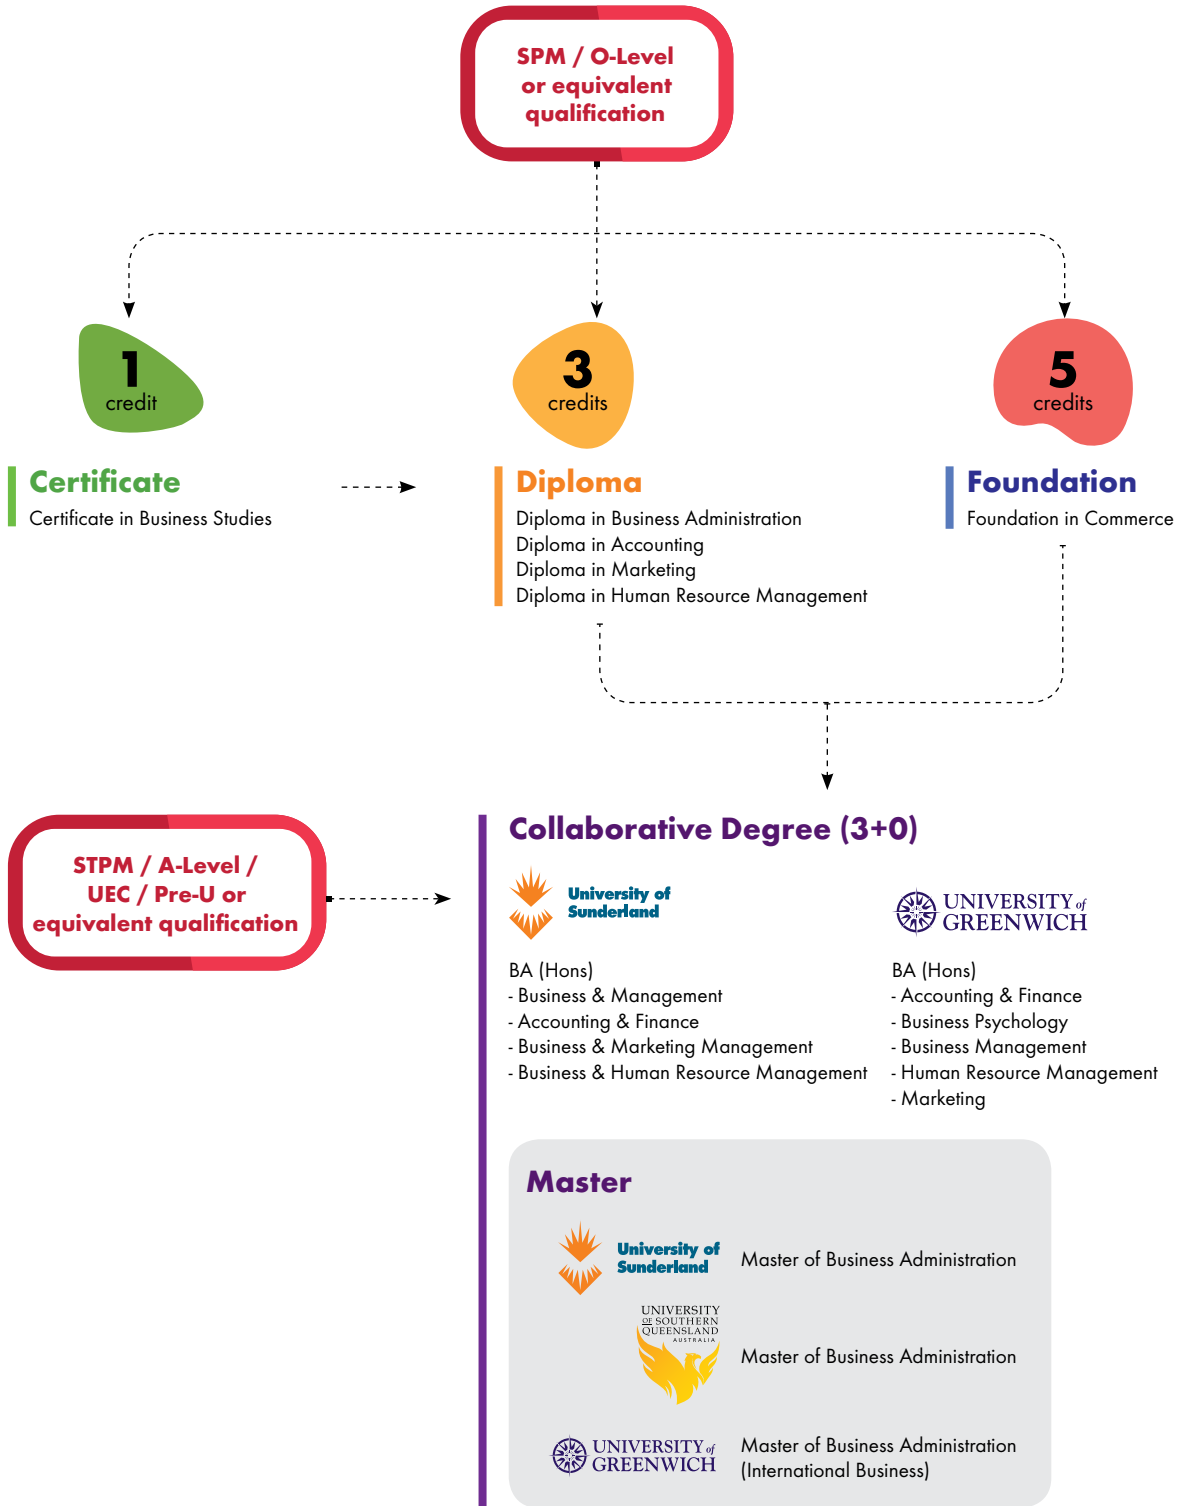 SPM / O-Level
or equivalent
qualification
1
credit
3
credits
5
credits
Certificate
Certificate in Business Studies
Diploma
Diploma in Business Administration
Diploma in Accounting
Diploma in Marketing
Diploma in Human Resource Management
Foundation
Foundation in Commerce
STPM / A-Level /
UEC / Pre-U or
equivalent qualification
Collaborative Degree (3+0)
University of
Sunderland
BA (Hons)
- Business & Management
- Accounting & Finance
- Business & Marketing Management
- Business & Human Resource Management
UNIVERSITY of
GREENWICH
BA (Hons)
- Accounting & Finance
- Business Psychology
- Business Management
- Human Resource Management
- Marketing
Master
University of
Sunderland
Master of Business Administration
UNIVERSITY
OF SOUTHERN
QUEENSLAND
AUSTRALIA
Master of Business Administration
UNIVERSITY of
GREENWICH
Master of Business Administration
(International Business)